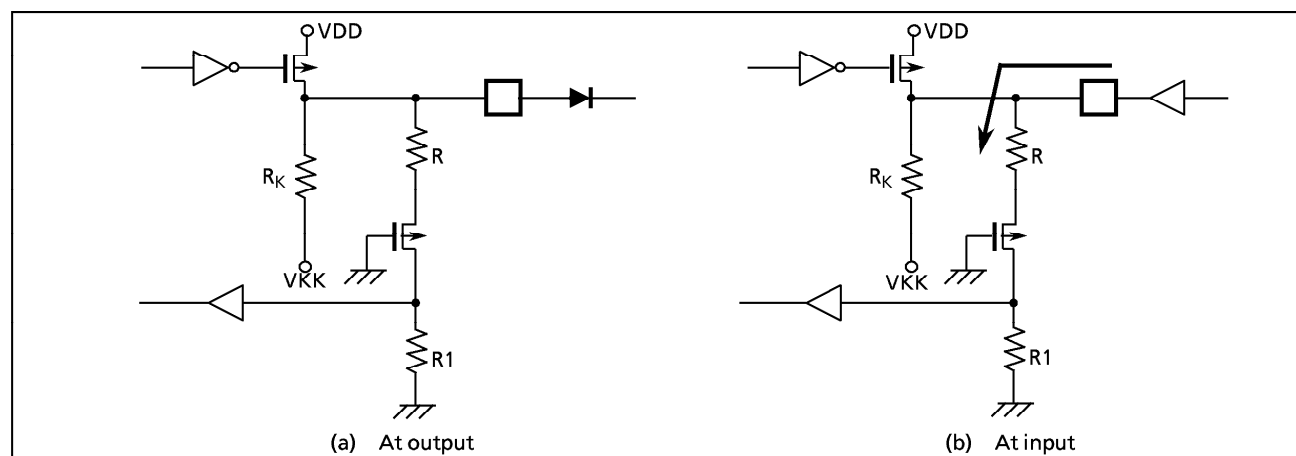 VDD
R
RK
VKK
R1
(a) At output
VDD
R
RK
VKK
R1
(b) At input